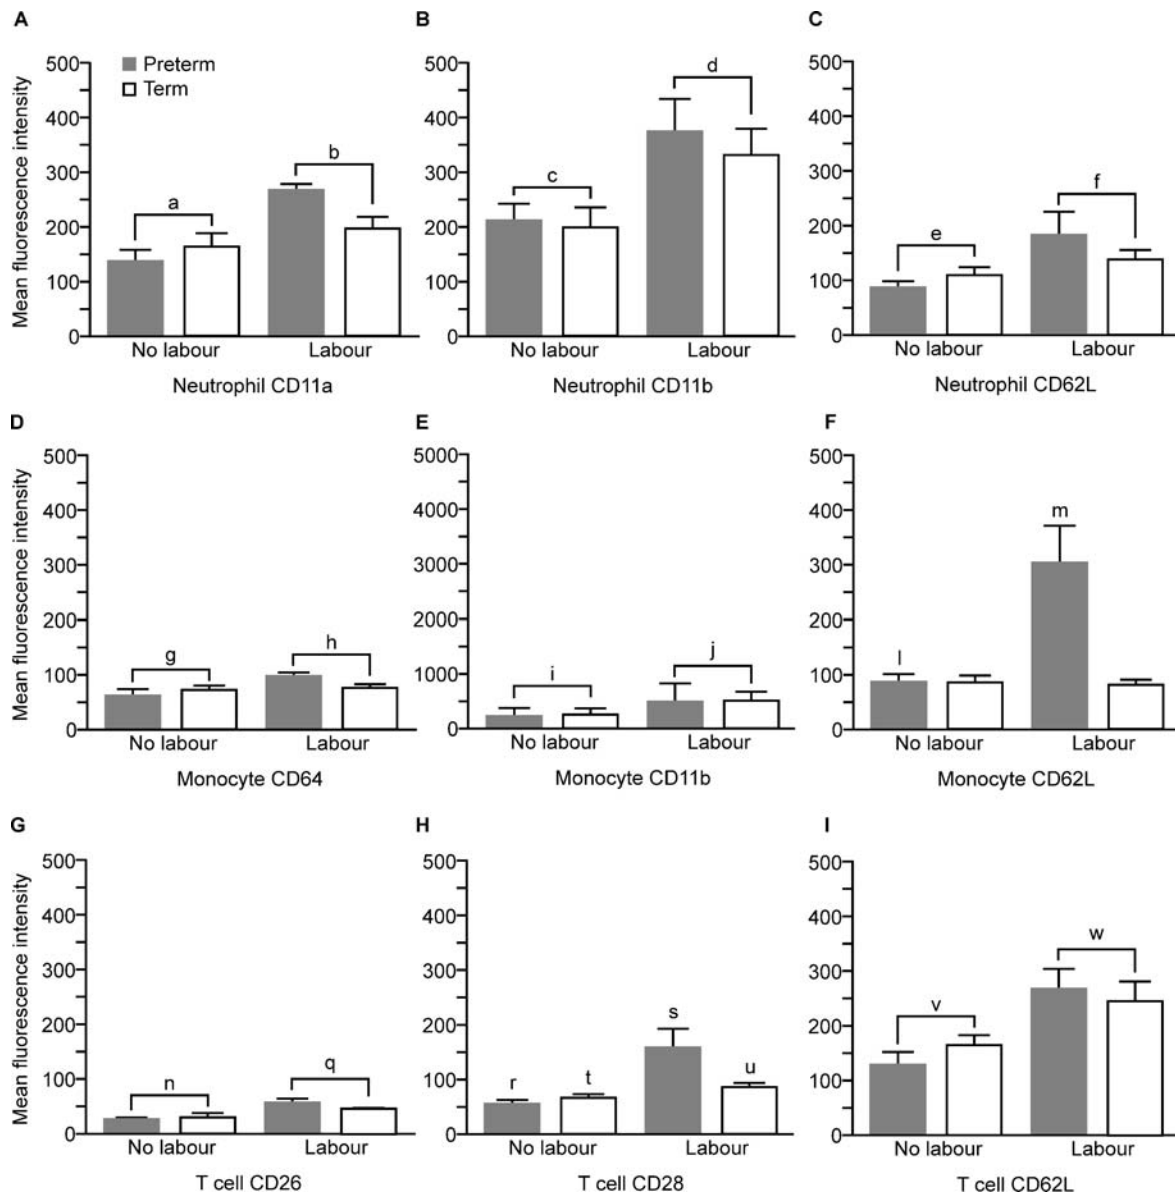 A
B
C
Mean fluorescence intensity
500
400
300
200
100
0
Preterm
Term
a
b
No labour
Labour
Neutrophil CD11a
500
400
300
200
100
0
c
d
No labour
Labour
Neutrophil CD11b
500
400
300
200
100
0
e
f
No labour
Labour
Neutrophil CD62L
D
E
F
Mean fluorescence intensity
500
400
300
200
100
0
g
h
No labour
Labour
Monocyte CD64
5000
4000
3000
2000
1000
0
i
j
No labour
Labour
Monocyte CD11b
500
400
300
200
100
0
l
m
No labour
Labour
Monocyte CD62L
G
H
I
Mean fluorescence intensity
500
400
300
200
100
0
n
q
No labour
Labour
T cell CD26
500
400
300
200
100
0
r
t
s
u
No labour
Labour
T cell CD28
500
400
300
200
100
0
v
w
No labour
Labour
T cell CD62L